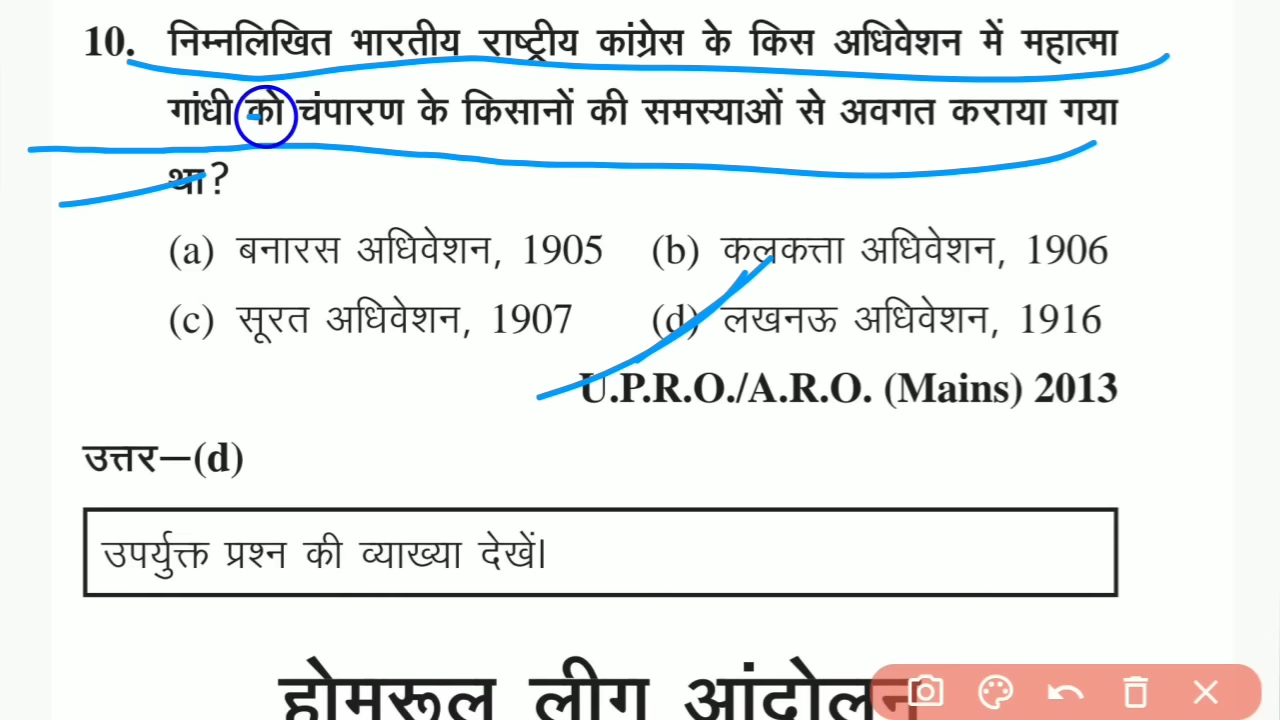 10. निम्नलिखित भारतीय राष्ट्रीय कांग्रेस के किस अधिवेशन में महात्मा
गांधी को चंपारण के किसानों की समस्याओं से अवगत कराया गया
था?
(a) बनारस अधिवेशन, 1905 (b) कलकत्ता अधिवेशन, 1906
(c) सूरत अधिवेशन, 1907 (d) लखनऊ अधिवेशन, 1916
U.P.R.O./A.R.O. (Mains) 2013
उत्तर—(d)
उपर्युक्त प्रश्न की व्याख्या देखें।
होमरूल लीग आंदोलन